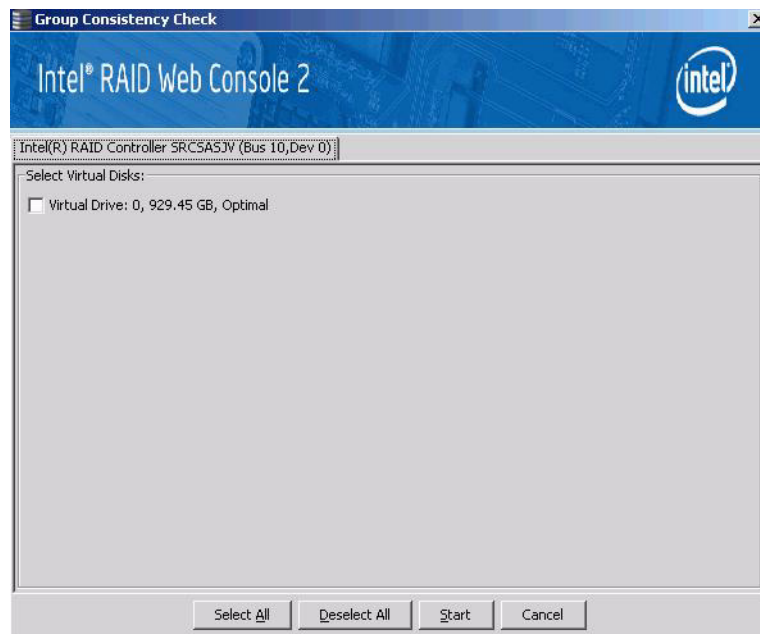 Group Consistency Check
Intel® RAID Web Console 2
intel
Intel(R) RAID Controller SRCSASJV (Bus 10,Dev 0)
Select Virtual Disks:
Virtual Drive: 0, 929.45 GB, Optimal
Select All
Deselect All
Start
Cancel